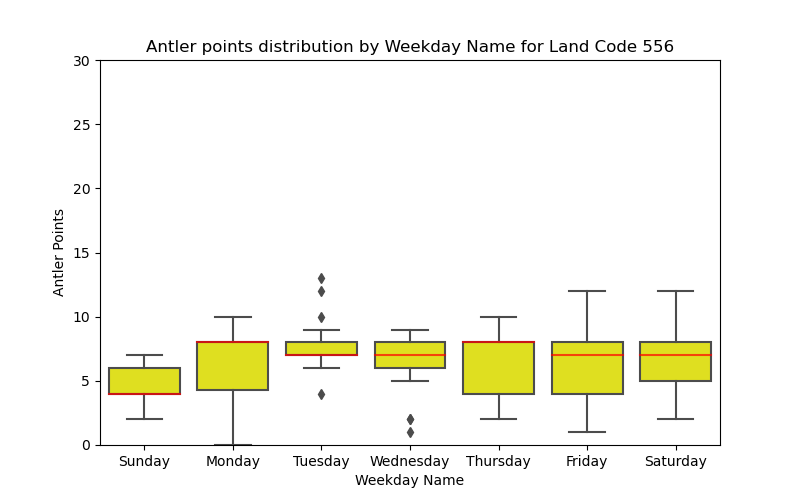 Antler points distribution by Weekday Name for Land Code 556
30
25
20
15
10
5
0
Antler Points
Sunday Monday Tuesday Wednesday Thursday Friday Saturday
Weekday Name